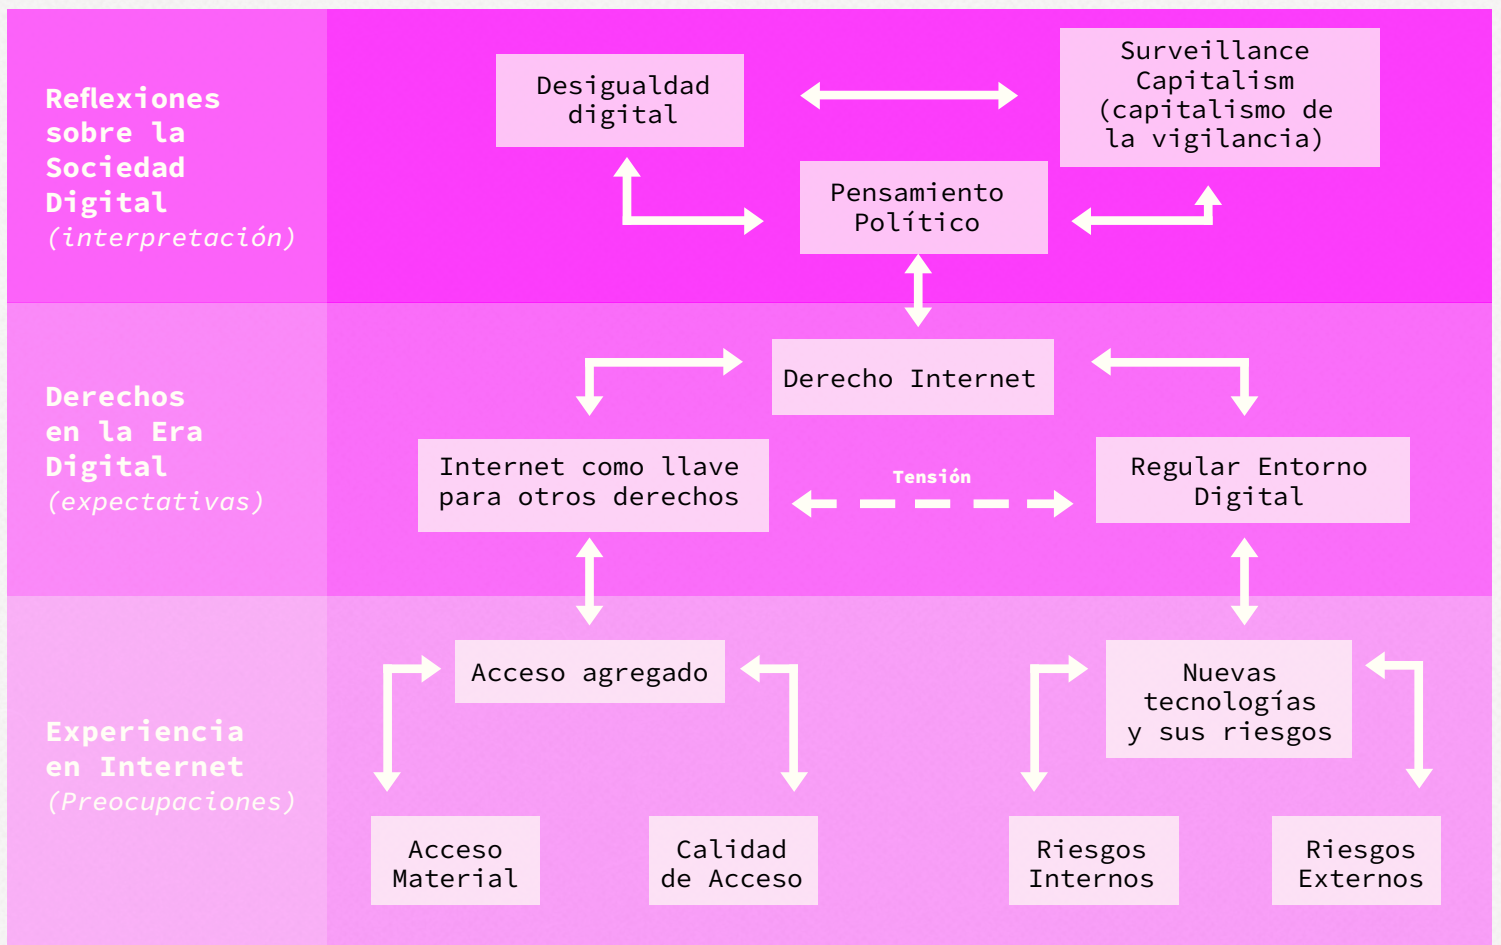 Reflexiones
sobre la
Sociedad
Digital
(interpretación)
Desigualdad
digital
Surveillance
Capitalism
(capitalismo de
la vigilancia)
Pensamiento
Político
Derechos
en la Era
Digital
(expectativas)
Derecho Internet
Internet como llave
para otros derechos
Tensión
Regular Entorno
Digital
Experiencia
en Internet
(Preocupaciones)
Acceso agregado
Nuevas
tecnologías
y sus riesgos
Acceso
Material
Calidad
de Acceso
Riesgos
Internos
Riesgos
Externos